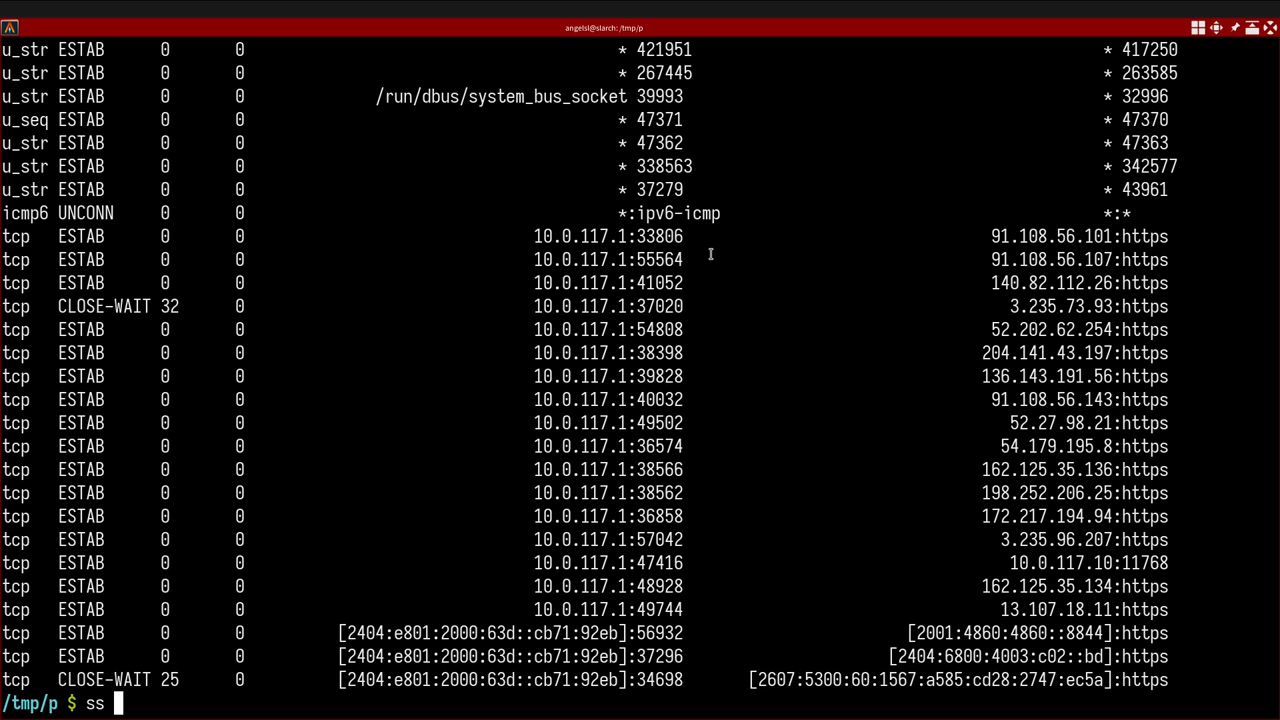 angelsl@slarch: /tmp/p
u_str ESTAB 0 0 * 421951 * 417250
u_str ESTAB 0 0 * 267445 * 263585
u_str ESTAB 0 0 /run/dbus/system_bus_socket 39993 * 32996
u_seq ESTAB 0 0 * 47371 * 47370
u_str ESTAB 0 0 * 47362 * 47363
u_str ESTAB 0 0 * 338563 * 342577
u_str ESTAB 0 0 * 37279 * 43961
icmp6 UNCONN 0 0 *:ipv6-icmp *:*
tcp ESTAB 0 0 10.0.117.1:33806 91.108.56.101:https
tcp ESTAB 0 0 10.0.117.1:55564 91.108.56.107:https
tcp ESTAB 0 0 10.0.117.1:41052 140.82.112.26:https
tcp CLOSE-WAIT 32 0 10.0.117.1:37020 3.235.73.93:https
tcp ESTAB 0 0 10.0.117.1:54808 52.202.62.254:https
tcp ESTAB 0 0 10.0.117.1:38398 204.141.43.197:https
tcp ESTAB 0 0 10.0.117.1:39828 136.143.191.56:https
tcp ESTAB 0 0 10.0.117.1:40032 91.108.56.143:https
tcp ESTAB 0 0 10.0.117.1:49502 52.27.98.21:https
tcp ESTAB 0 0 10.0.117.1:36574 54.179.195.8:https
tcp ESTAB 0 0 10.0.117.1:38566 162.125.35.136:https
tcp ESTAB 0 0 10.0.117.1:38562 198.252.206.25:https
tcp ESTAB 0 0 10.0.117.1:36858 172.217.194.94:https
tcp ESTAB 0 0 10.0.117.1:57042 3.235.96.207:https
tcp ESTAB 0 0 10.0.117.1:47416 10.0.117.10:11768
tcp ESTAB 0 0 10.0.117.1:48928 162.125.35.134:https
tcp ESTAB 0 0 10.0.117.1:49744 13.107.18.11:https
tcp ESTAB 0 0 [2404:e801:2000:63d::cb71:92eb]:56932 [2001:4860:4860::8844]:https
tcp ESTAB 0 0 [2404:e801:2000:63d::cb71:92eb]:37296 [2404:6800:4003:c02::bd]:https
tcp CLOSE-WAIT 25 0 [2404:e801:2000:63d::cb71:92eb]:34698 [2607:5300:60:1567:a585:cd28:2747:ec5a]:https
/tmp/p $ ss